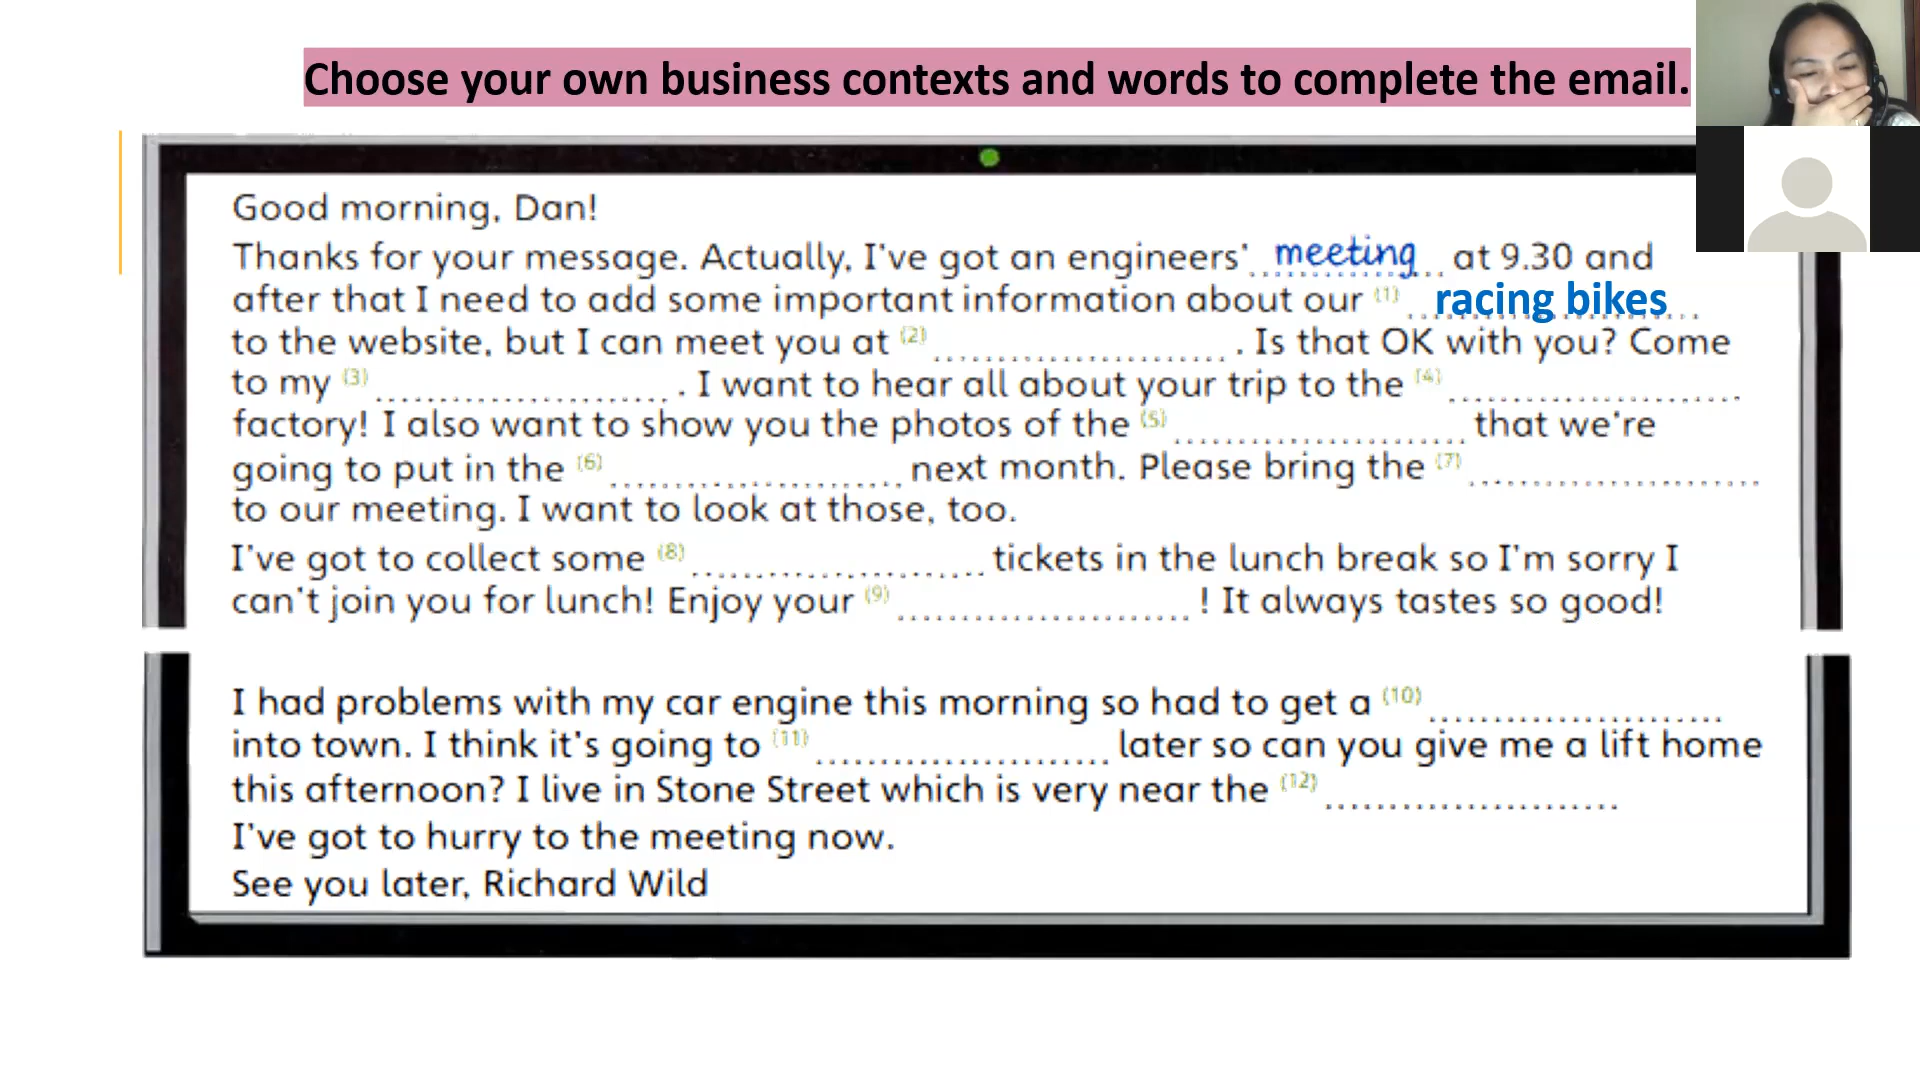 Choose your own business contexts and words to complete the email.
Good morning, Dan!
Thanks for your message. Actually, I've got an engineers' meeting at 9.30 and
after that I need to add some important information about our (1) racing bikes
to the website, but I can meet you at (2) ........................ . Is that OK with you? Come
to my (3) ........................ . I want to hear all about your trip to the (4) ........................
factory! I also want to show you the photos of the (5) ........................ that we're
going to put in the (6) ........................ next month. Please bring the (7) ........................
to our meeting. I want to look at those, too.
I've got to collect some (8) ........................ tickets in the lunch break so I'm sorry I
can't join you for lunch! Enjoy your (9) ........................ ! It always tastes so good!
I had problems with my car engine this morning so had to get a (10) ........................
into town. I think it's going to (11) ........................ later so can you give me a lift home
this afternoon? I live in Stone Street which is very near the (12) ........................
I've got to hurry to the meeting now.
See you later, Richard Wild